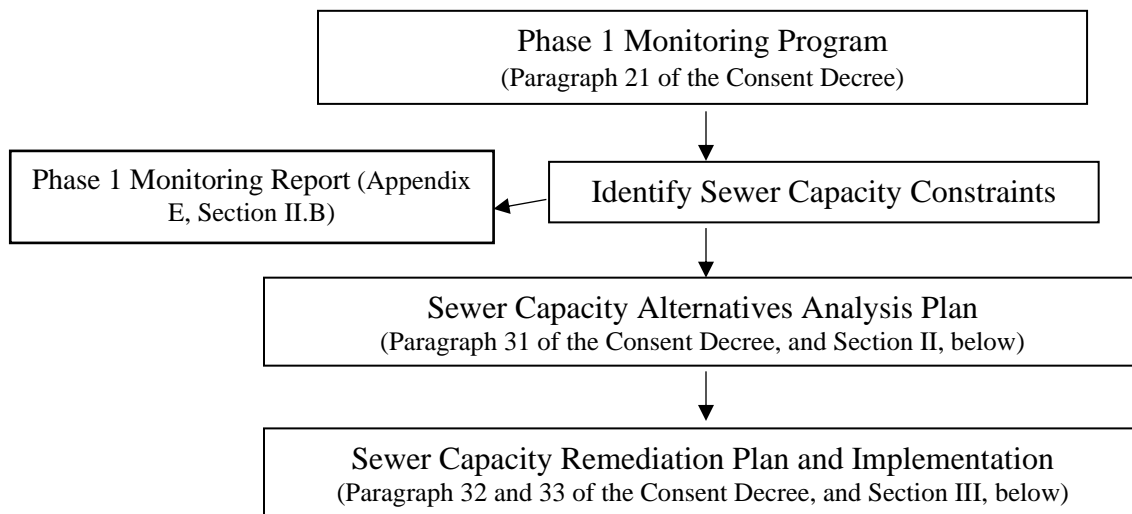 Phase 1 Monitoring Program
(Paragraph 21 of the Consent Decree)
Phase 1 Monitoring Report (Appendix
E, Section II.B)
Identify Sewer Capacity Constraints
Sewer Capacity Alternatives Analysis Plan
(Paragraph 31 of the Consent Decree, and Section II, below)
Sewer Capacity Remediation Plan and Implementation
(Paragraph 32 and 33 of the Consent Decree, and Section III, below)